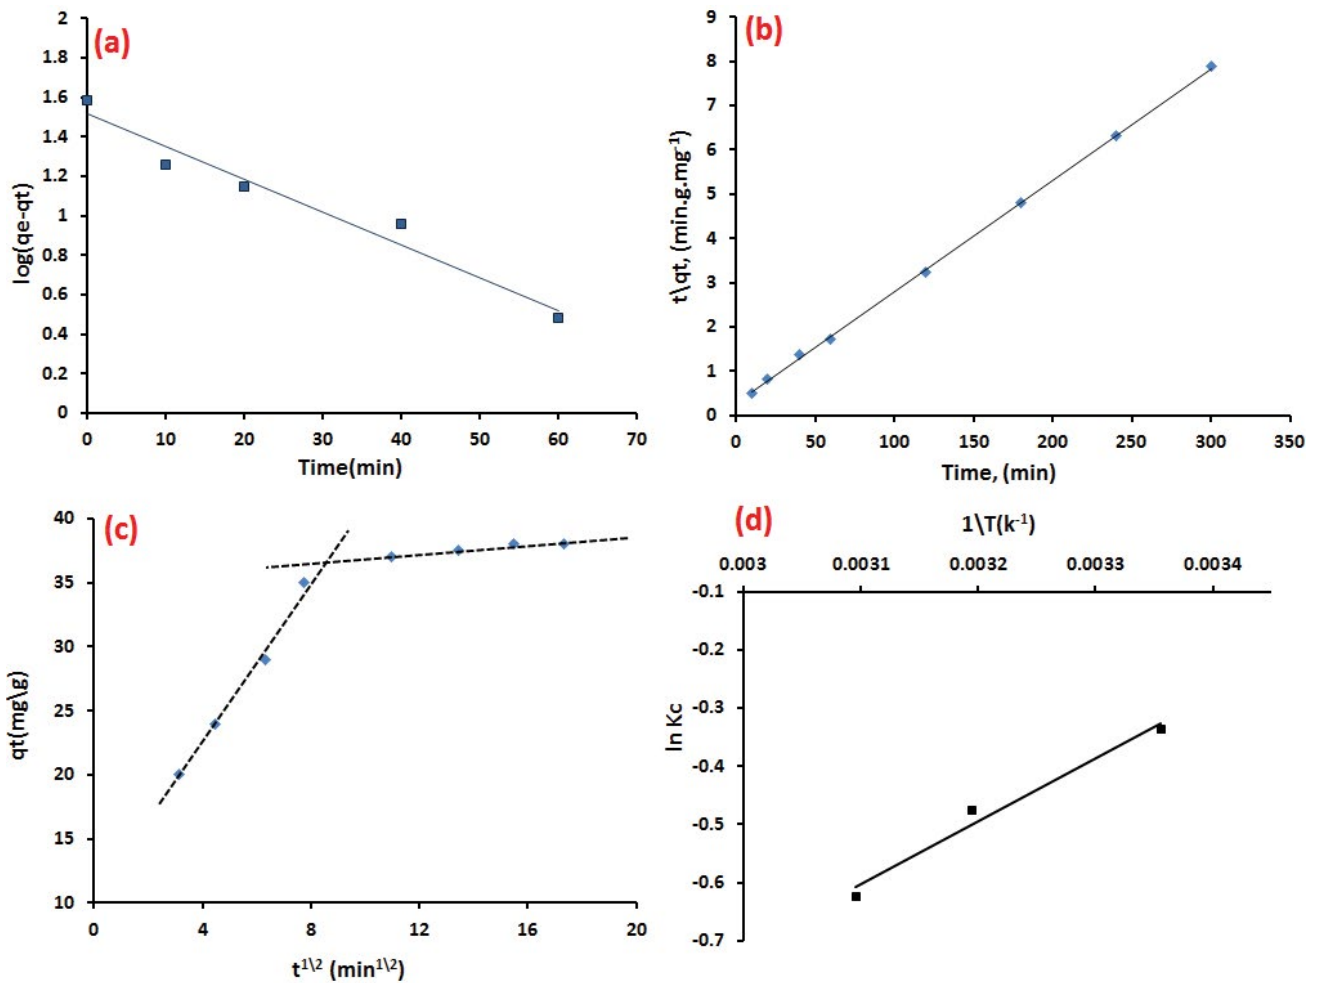 (a)
2
1.8
1.6
1.4
1.2
1
0.8
0.6
0.4
0.2
0
log(qe-qt)
0 10 20 30 40 50 60 70
Time(min)
(b)
9
8
7
6
5
4
3
2
1
0
t\qt, (min.g.mg-1)
0 50 100 150 200 250 300 350
Time, (min)
(c)
40
35
30
25
20
15
10
qt(mg\g)
0 4 8 12 16 20
t1\2 (min1\2)
(d)
1\T(k-1)
0.003 0.0031 0.0032 0.0033 0.0034
-0.1
-0.2
-0.3
-0.4
-0.5
-0.6
-0.7
ln Kc